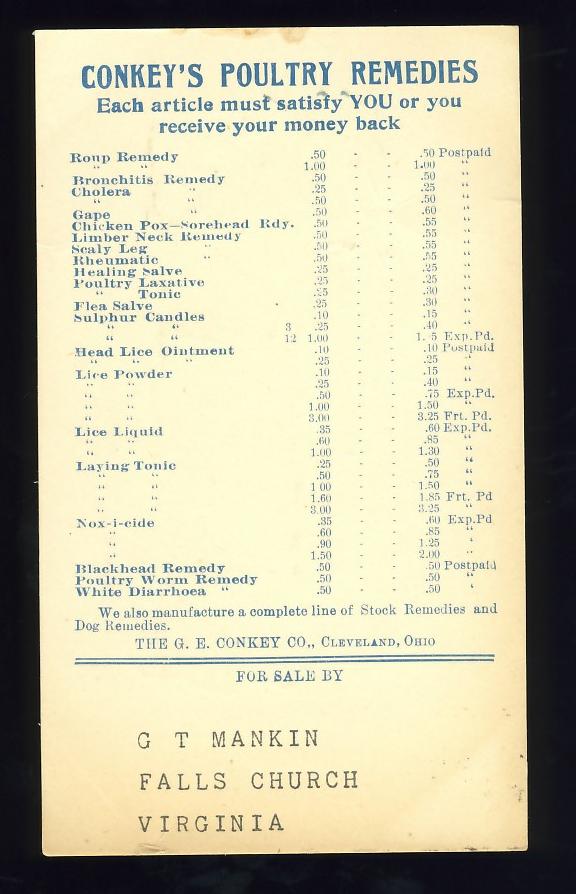 CONKEY'S POULTRY REMEDIES
Each article must satisfy YOU or you
receive your money back
Roup Remedy .50 - - .50 Postpaid
" " 1.00 - - 1.00 "
Bronchitis Remedy .50 - - .50 "
Cholera " .25 - - .25 "
" " .50 - - .50 "
Gape " .50 - - .60 "
Chicken Pox—Sorehead Rdy. .50 - - .55 "
Limber Neck Remedy .50 - - .55 "
Scaly Leg " .50 - - .55 "
Rheumatic " .50 - - .55 "
Healing Salve .25 - - .25 "
Poultry Laxative .25 - - .25 "
" Tonic .25 - - .30 "
Flea Salve .25 - - .30 "
Sulphur Candles .10 - - .15 "
" " 3 .25 - - .40 "
" " 12 1.00 - - 1. 5 Exp.Pd.
Head Lice Ointment .10 - - .10 Postpaid
" " " .25 - - .25 "
Lice Powder .10 - - .15 "
" " .25 - - .40 "
" " .50 - - .75 Exp.Pd.
" " 1.00 - - 1.50 "
" " 3.00 - - 3.25 Frt. Pd.
Lice Liquid .35 - - .60 Exp.Pd.
" " .60 - - .85 "
" " 1.00 - - 1.30 "
Laying Tonic .25 - - .50 "
" " .50 - - .75 "
" " 1 00 - - 1.50 "
" " 1.60 - - 1.85 Frt. Pd
" " 3.00 - - 3.25 "
Nox-i-cide .35 - - .60 Exp.Pd
" .60 - - .85 "
" .90 - - 1.25 "
" 1.50 - - 2.00 "
Blackhead Remedy .50 - - .50 Postpaid
Poultry Worm Remedy .50 - - .50 "
White Diarrhoea " .50 - - .50 "
We also manufacture a complete line of Stock Remedies and
Dog Remedies.
THE G. E. CONKEY CO., CLEVELAND, OHIO
FOR SALE BY
G T MANKIN
FALLS CHURCH
VIRGINIA